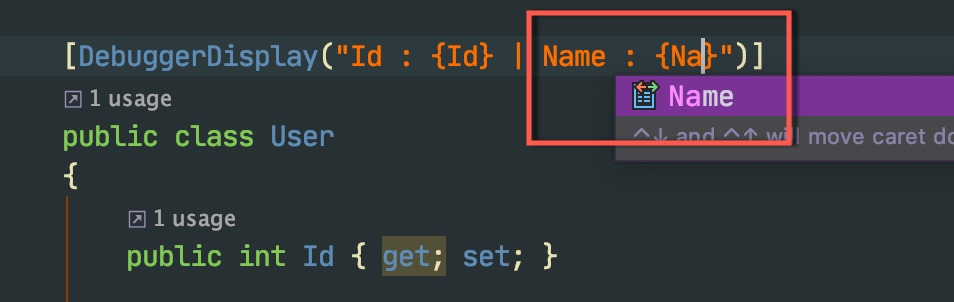 [DebuggerDisplay("Id : {Id} | Name : {Na}")]
Name
1 usage
^↓ and ^↑ will move caret do
public class User
{
1 usage
public int Id { get; set; }